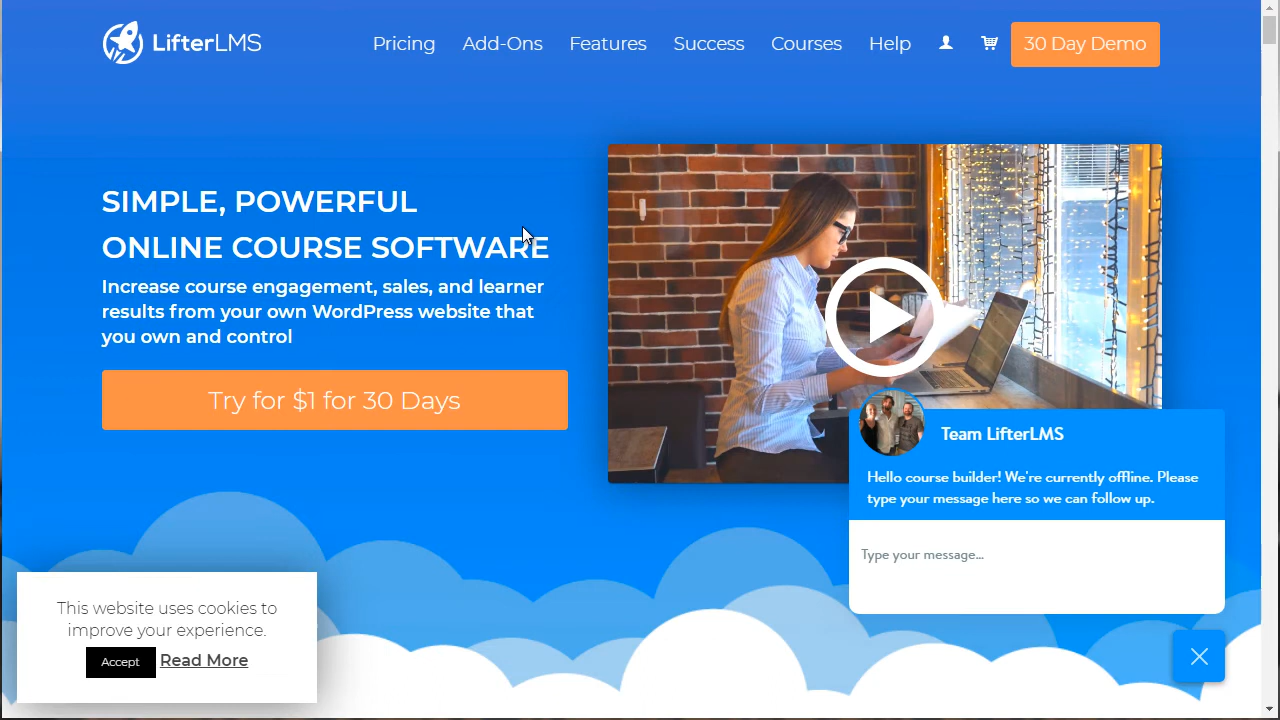 LifterLMS
Pricing
Add-Ons
Features
Success
Courses
Help
30 Day Demo
SIMPLE, POWERFUL
ONLINE COURSE SOFTWARE
Increase course engagement, sales, and learner
results from your own WordPress website that
you own and control
Try for $1 for 30 Days
Team LifterLMS
Hello course builder! We're currently offline. Please
type your message here so we can follow up.
Type your message...
This website uses cookies to
improve your experience.
Accept Read More